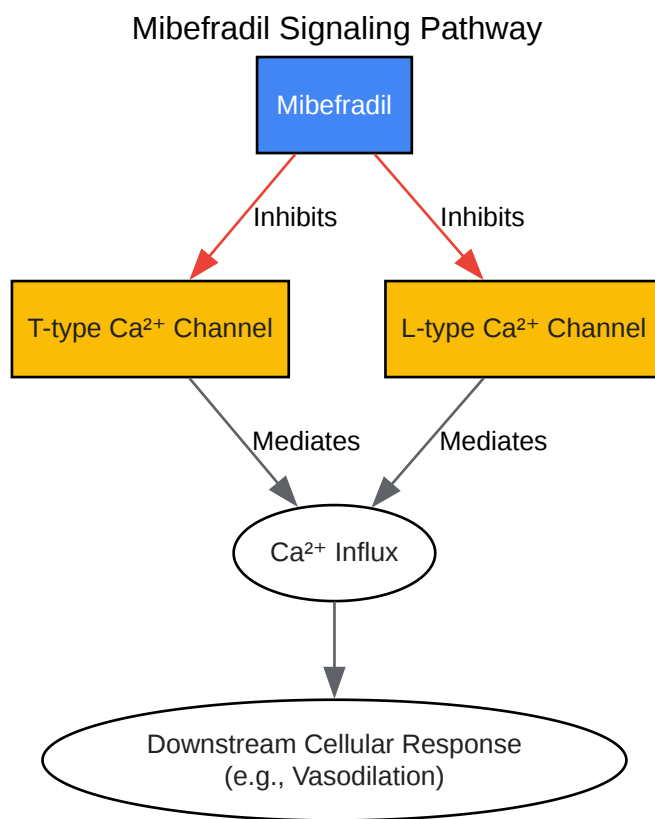 Mibefradil Signaling Pathway
Mibefradil
Inhibits
Inhibits
T-type Ca²⁺ Channel
L-type Ca²⁺ Channel
Mediates
Mediates
Ca²⁺ Influx
Downstream Cellular Response
(e.g., Vasodilation)